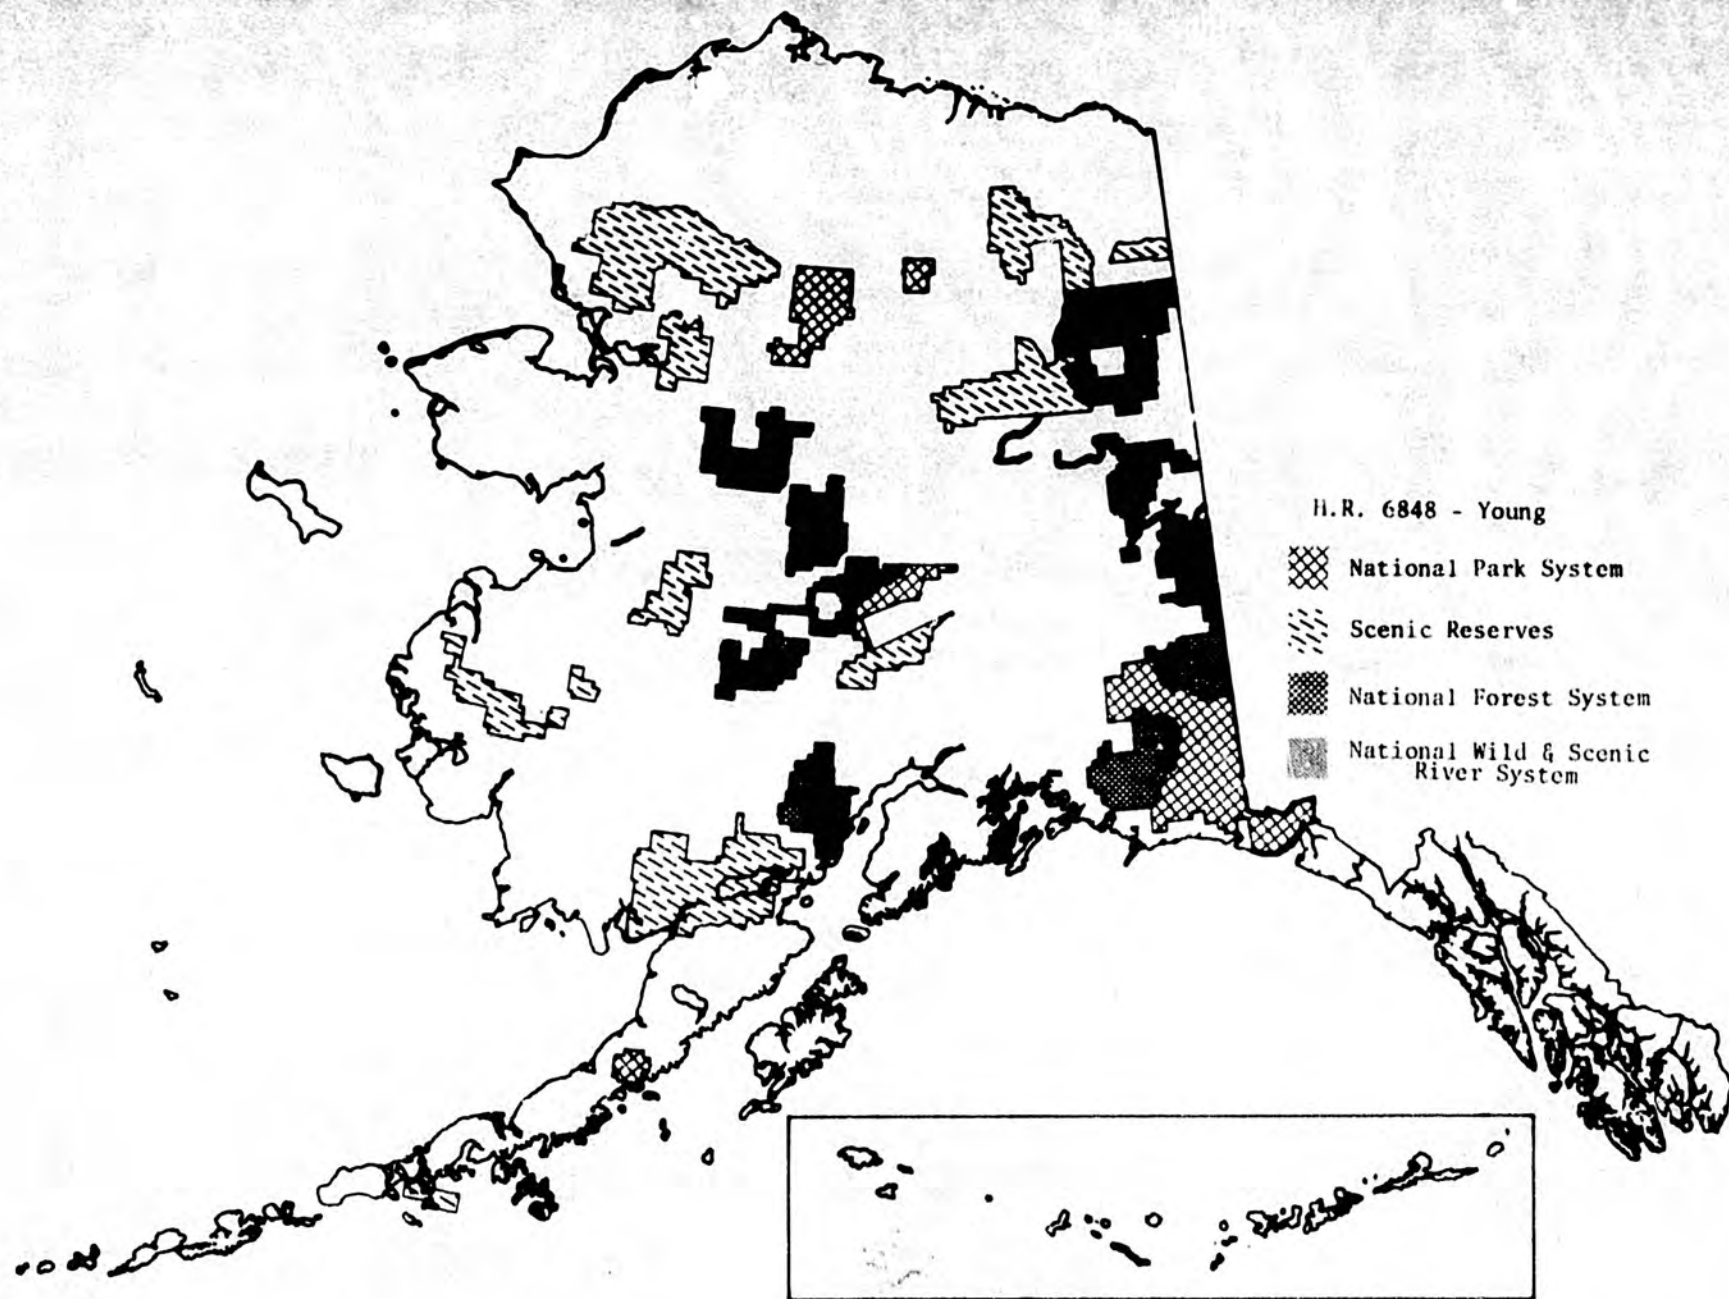 H.R. 6848 - Young
National Park System
Scenic Reserves
National Forest System
National Wild & Scenic
River System